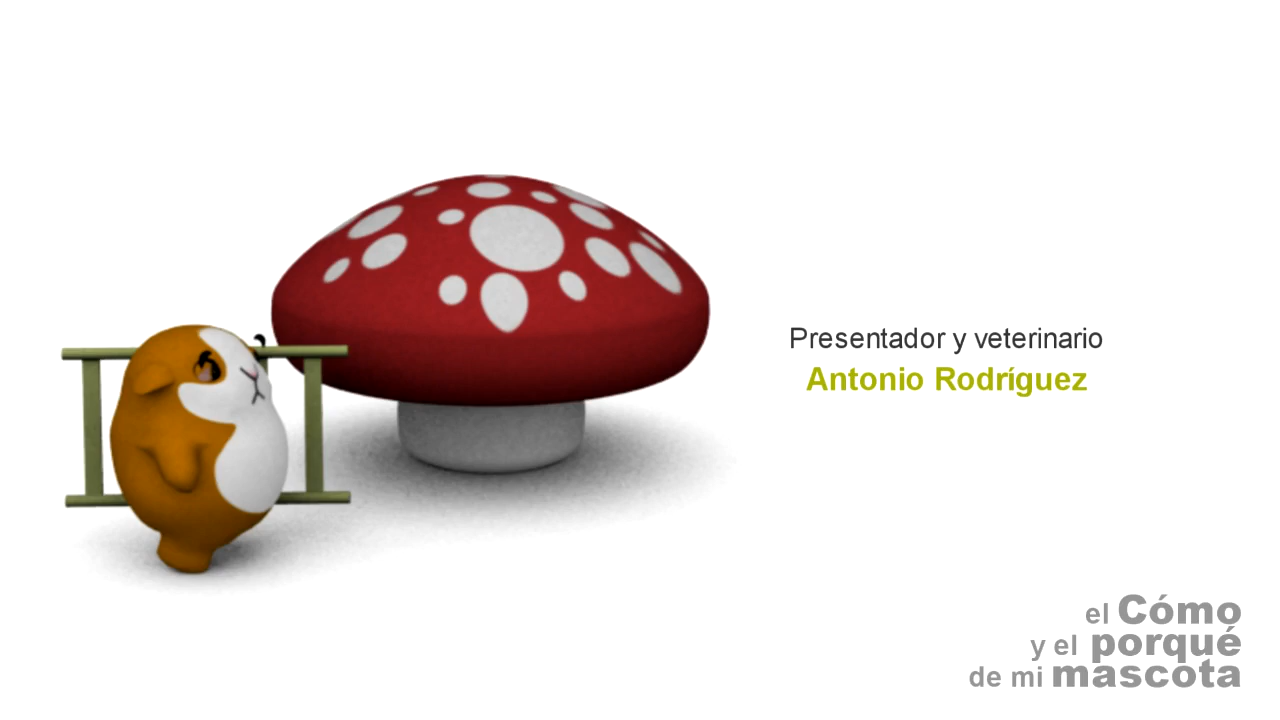 Presentador y veterinario
Antonio Rodríguez
el Cómo
y el porqué
de mi mascota